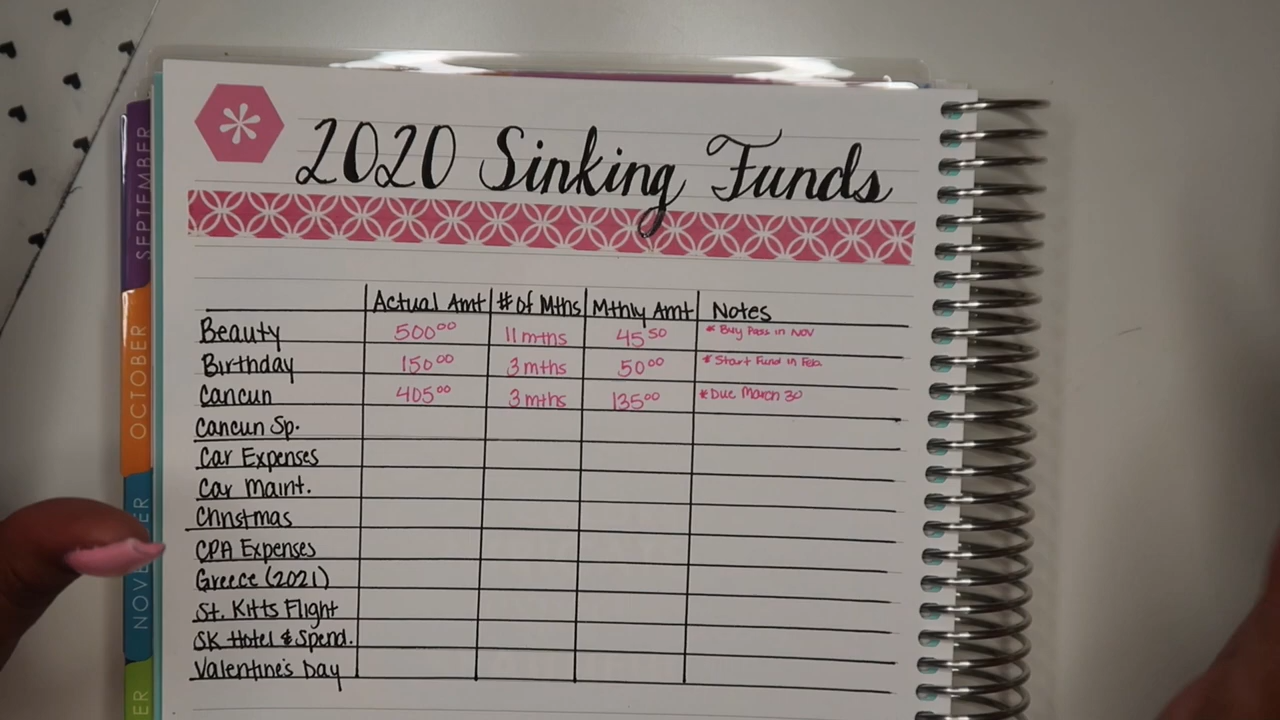 2020 Sinking Funds
Actual Amt # of Mths Mthly Amt Notes
Beauty 500⁰⁰ 11 mths 45⁵⁰ * Buy Pass in Nov
Birthday 150⁰⁰ 3 mths 50⁰⁰ * Start Fund in Feb
Cancun 405⁰⁰ 3 mths 135⁰⁰ * Due March 30
Cancun Sp.
Car Expenses
Car Maint.
Christmas
CPA Expenses
Greece (2021)
St. Kitts Flight
SK Hotel & Spend.
Valentine's Day
SEPTEMBER
OCTOBER
NOVE ER
ER